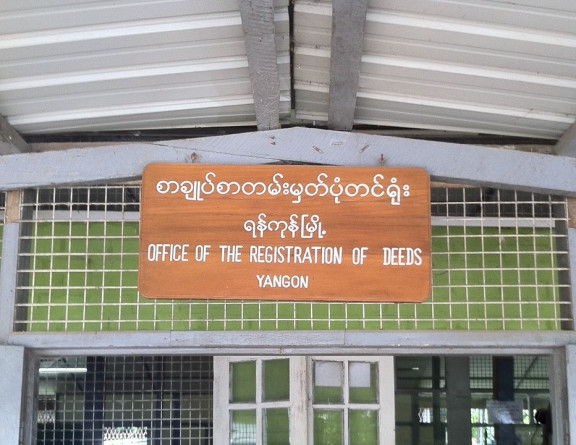 စာချုပ်စာတမ်းမှတ်ပုံတင်ရုံး
ရန်ကုန်မြို့
OFFICE OF THE REGISTRATION OF DEEDS
YANGON